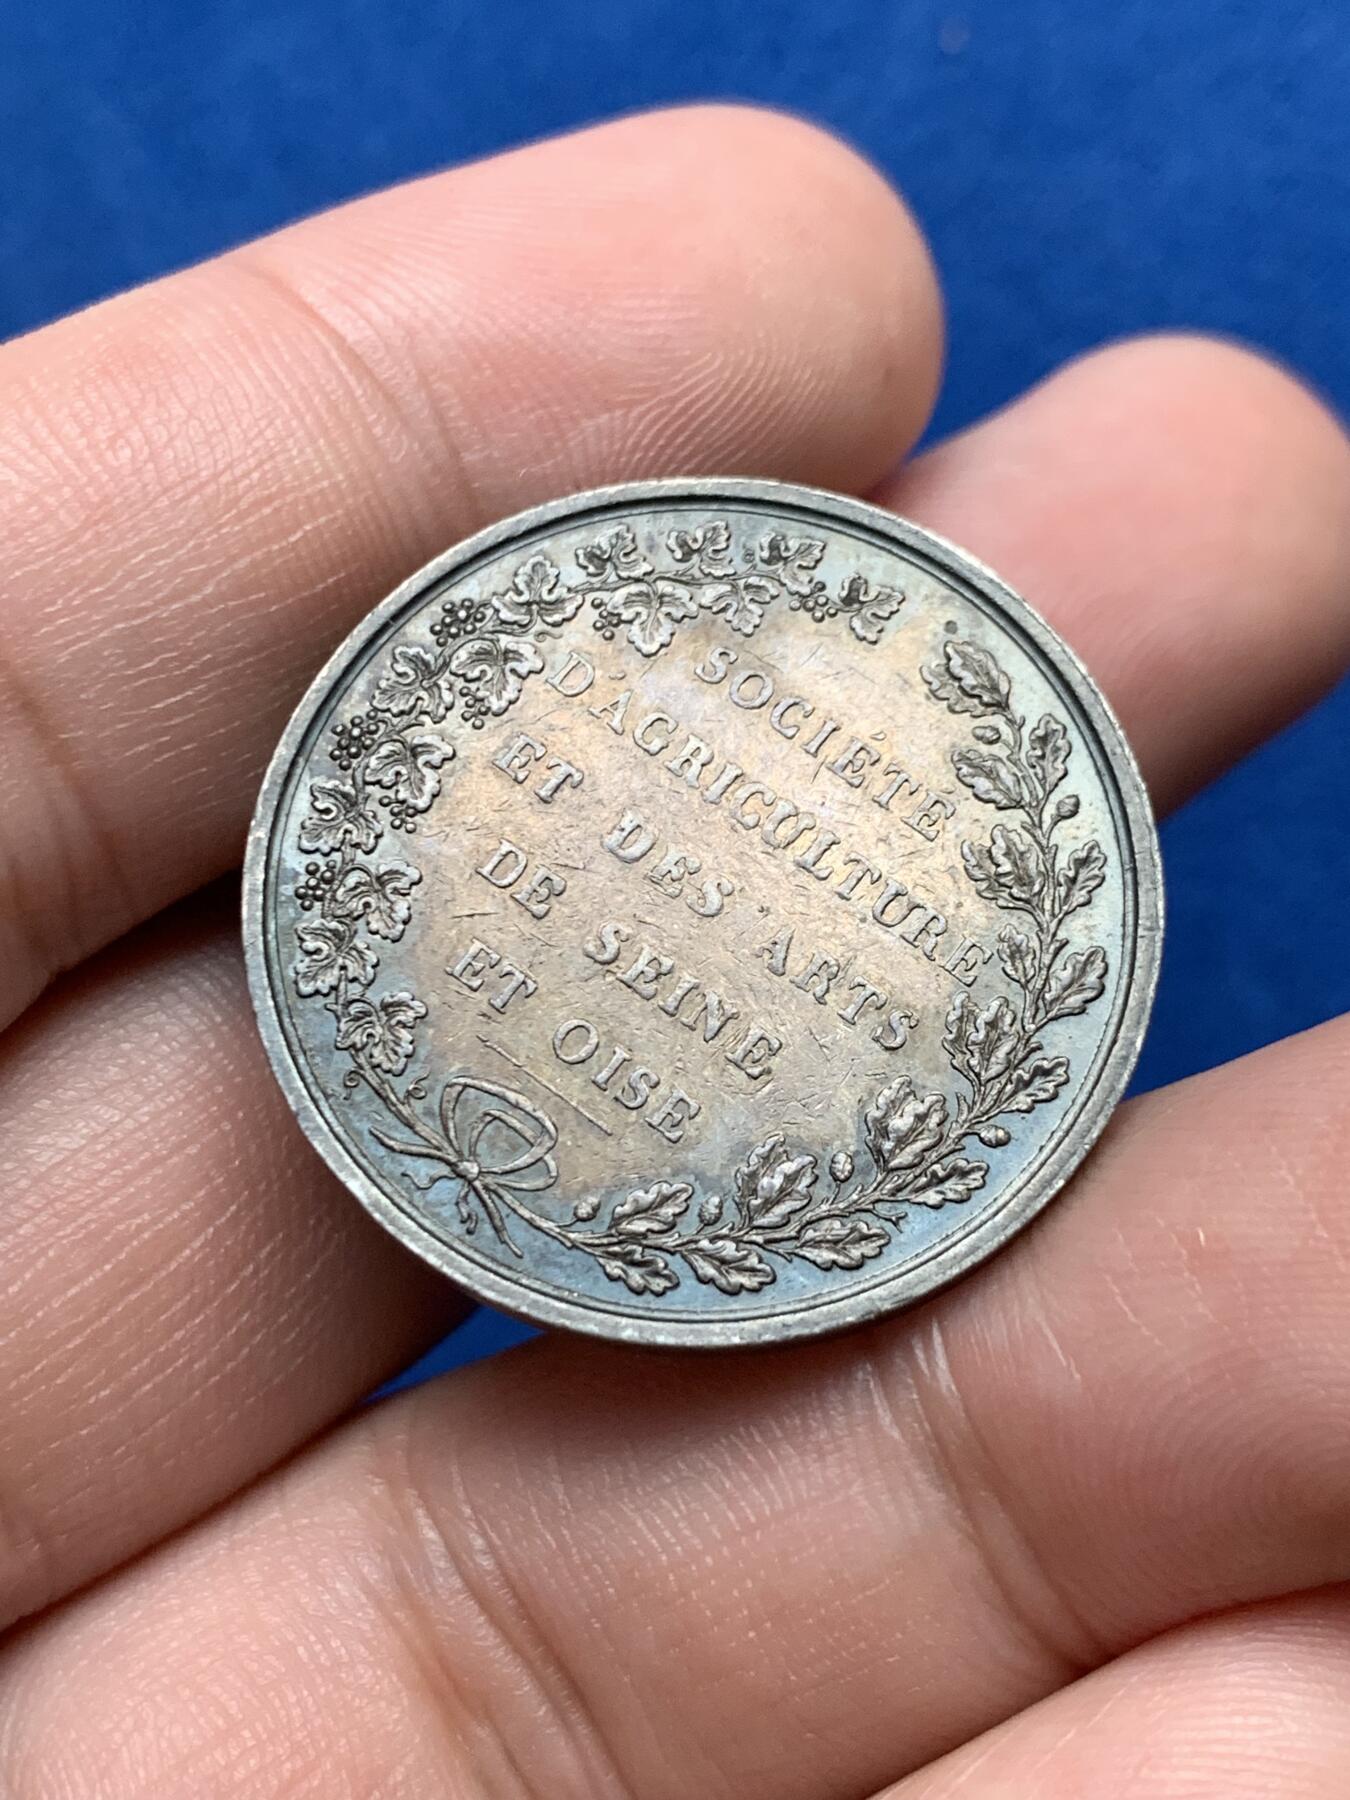 SOCIÉTÉ
D'AGRICULTURE
ET DES ARTS
DE SEINE
ET OISE